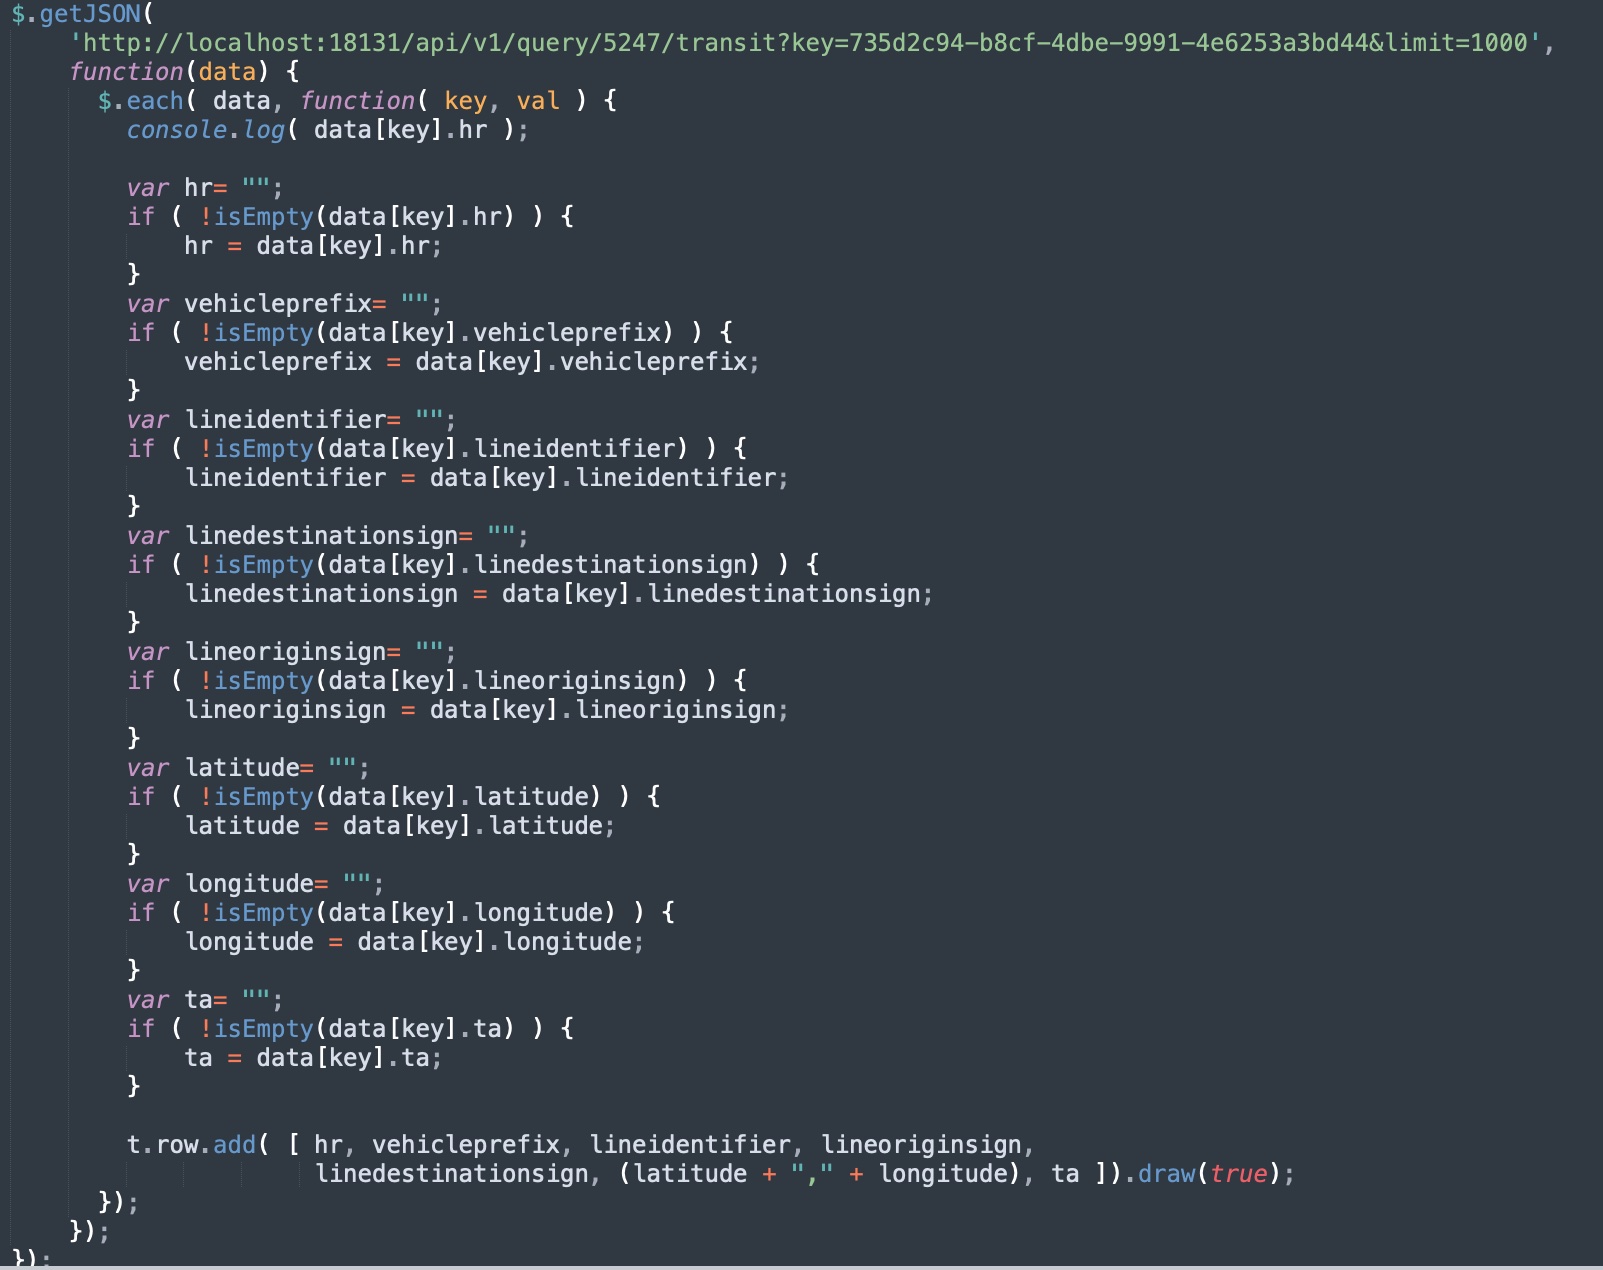 $.getJSON(
    'http://localhost:18131/api/v1/query/5247/transit?key=735d2c94-b8cf-4dbe-9991-4e6253a3bd44&limit=1000',
    function(data) {
      $.each( data, function( key, val ) {
        console.log( data[key].hr );
        var hr= "";
        if ( !isEmpty(data[key].hr) ) {
            hr = data[key].hr;
        }
        var vehicleprefix= "";
        if ( !isEmpty(data[key].vehicleprefix) ) {
            vehicleprefix = data[key].vehicleprefix;
        }
        var lineidentifier= "";
        if ( !isEmpty(data[key].lineidentifier) ) {
            lineidentifier = data[key].lineidentifier;
        }
        var linedestinationsign= "";
        if ( !isEmpty(data[key].linedestinationsign) ) {
            linedestinationsign = data[key].linedestinationsign;
        }
        var lineoriginsign= "";
        if ( !isEmpty(data[key].lineoriginsign) ) {
            lineoriginsign = data[key].lineoriginsign;
        }
        var latitude= "";
        if ( !isEmpty(data[key].latitude) ) {
            latitude = data[key].latitude;
        }
        var longitude= "";
        if ( !isEmpty(data[key].longitude) ) {
            longitude = data[key].longitude;
        }
        var ta= "";
        if ( !isEmpty(data[key].ta) ) {
            ta = data[key].ta;
        }
        t.row.add( [ hr, vehicleprefix, lineidentifier, lineoriginsign,
                     linedestinationsign, (latitude + "," + longitude), ta ]).draw(true);
      });
    });
});